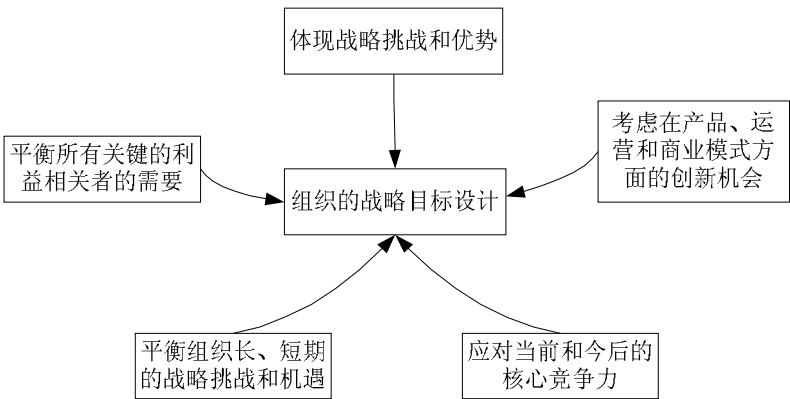 体现战略挑战和优势
考虑在产品、运
营和商业模式方
面的创新机会
平衡所有关键的利
益相关者的需要
组织的战略目标设计
平衡组织长、短期
的战略挑战和机遇
应对当前和今后的
核心竞争力